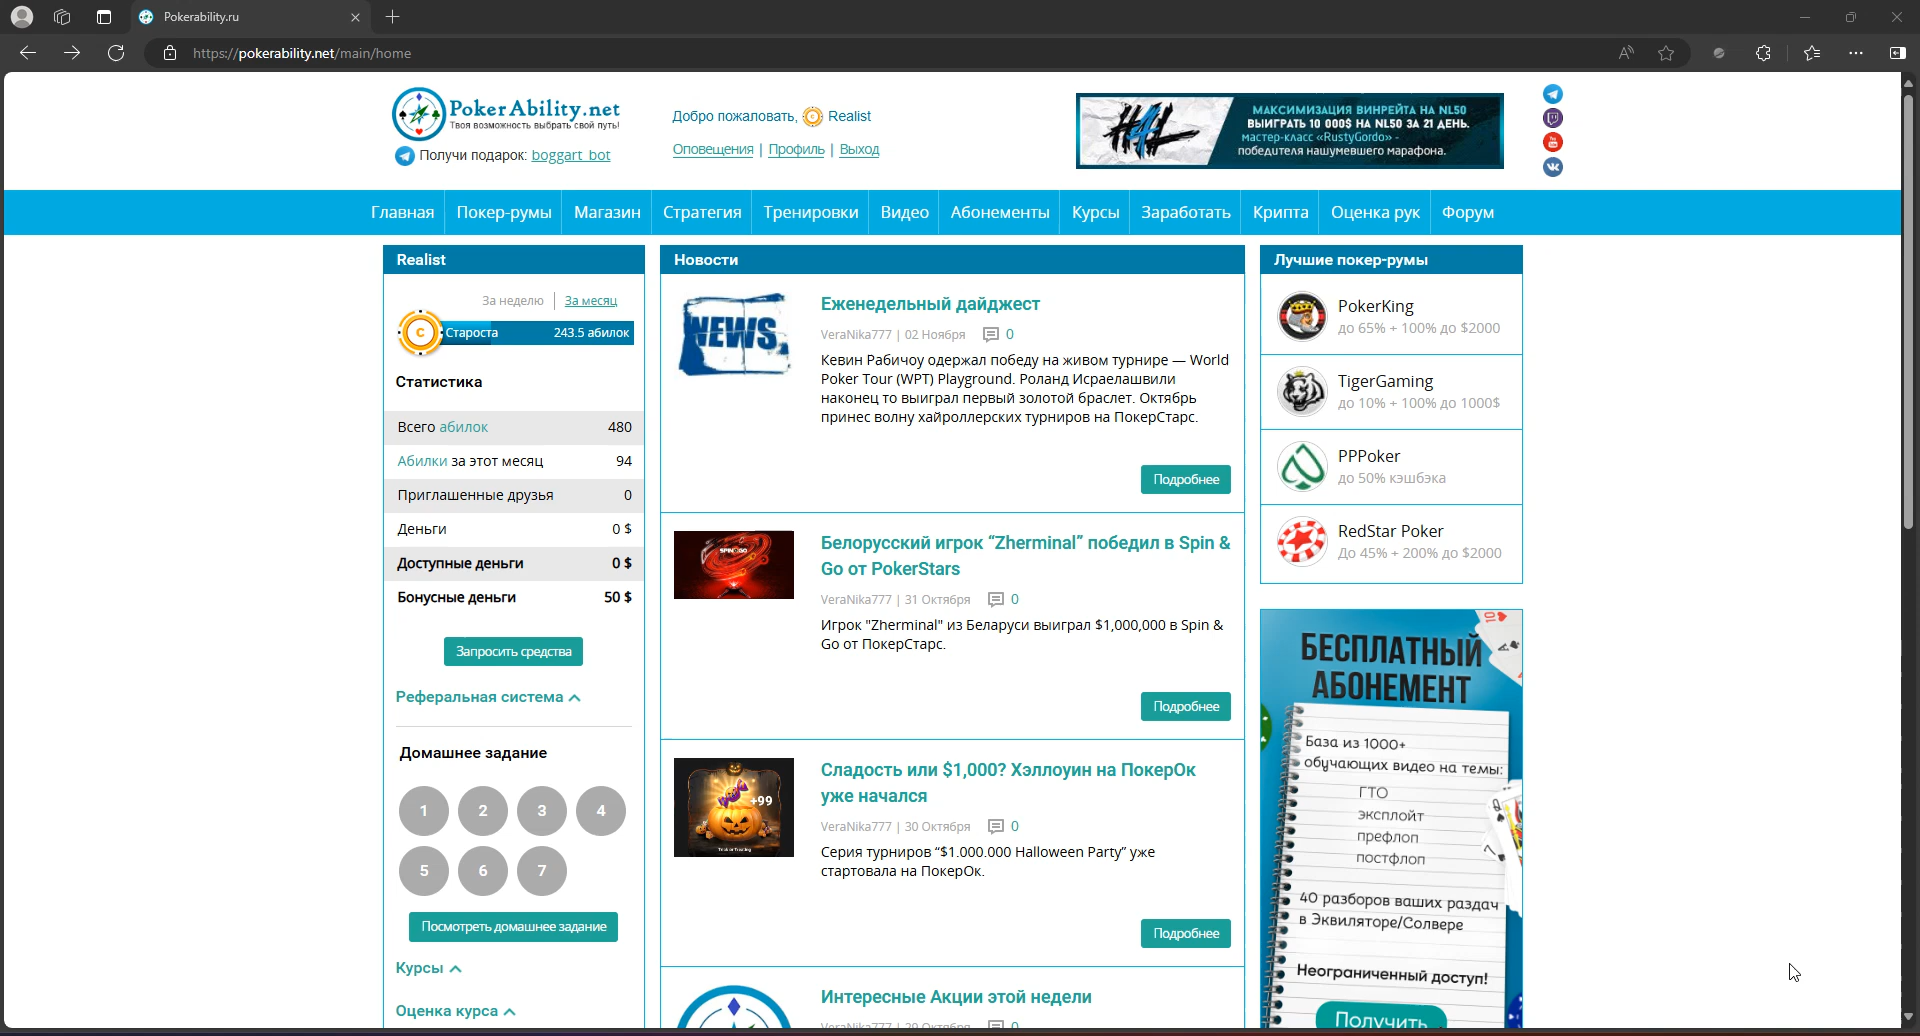 Pokerability.ru
https://pokerability.net/main/home
PokerAbility.net
Твоя возможность выбрать свой путь!
Получи подарок: boggart_bot
Добро пожаловать, Realist
Оповещения | Профиль | Выход
МАКСИМИЗАЦИЯ ВИНРЕЙТА НА NL50
ВЫИГРАТЬ 10 000$ НА NL50 ЗА 21 ДЕНЬ.
мастер-класс «RustyGordo» -
победителя нашумевшего марафона.
Главная Покер-румы Магазин Стратегия Тренировки Видео Абонементы Курсы Заработать Крипта Оценка рук Форум
Realist
За неделю За месяц
С Староста 243.5 абилок
Статистика
Всего абилок 480
Абилки за этот месяц 94
Приглашенные друзья 0
Деньги 0 $
Доступные деньги 0 $
Бонусные деньги 50 $
Запросить средства
Реферальная система
Домашнее задание
1 2 3 4
5 6 7
Посмотреть домашнее задание
Курсы
Оценка курса
Новости
NEWS
Еженедельный дайджест
VeraNika777 | 02 Ноября 0
Кевин Рабичоу одержал победу на живом турнире — World
Poker Tour (WPT) Playground. Роланд Исраелашвили
наконец то выиграл первый золотой браслет. Октябрь
принес волну хайроллерских турниров на ПокерСтарс.
Подробнее
SPIN&GO
Белорусский игрок “Zherminal” победил в Spin &
Go от PokerStars
VeraNika777 | 31 Октября 0
Игрок "Zherminal" из Беларуси выиграл $1,000,000 в Spin &
Go от ПокерСтарс.
Подробнее
+99
Trick or Treating
Сладость или $1,000? Хэллоуин на ПокерОк
уже начался
VeraNika777 | 30 Октября 0
Серия турниров “$1.000.000 Halloween Party” уже
стартовала на ПокерОк.
Подробнее
Интересные Акции этой недели
VeraNika777 | 29 Октября 0
Лучшие покер-румы
PokerKing
до 65% + 100% до $2000
TigerGaming
до 10% + 100% до 1000$
PPPoker
до 50% кэшбэка
RedStar Poker
До 45% + 200% до $2000
БЕСПЛАТНЫЙ
АБОНЕМЕНТ
База из 1000+
обучающих видео на темы:
ГТО
эксплойт
префлоп
постфлоп
40 разборов ваших раздач
в Эквиляторе/Солвере
Неограниченный доступ!
Получить